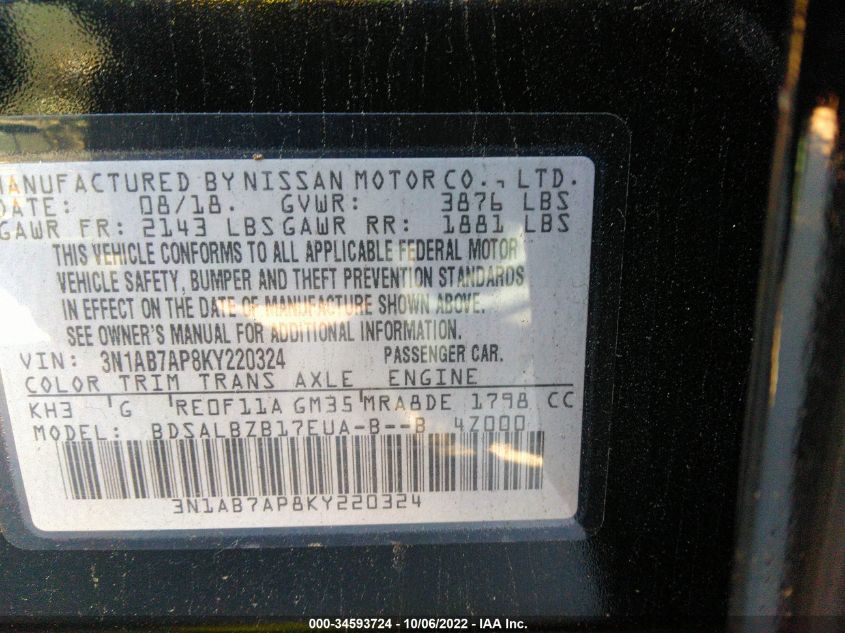 MANUFACTURED BY NISSAN MOTOR CO., LTD.
DATE: 08/18. GVWR: 3876 LBS
GAWR FR: 2143 LBS GAWR RR: 1881 LBS
THIS VEHICLE CONFORMS TO ALL APPLICABLE FEDERAL MOTOR
VEHICLE SAFETY, BUMPER AND THEFT PREVENTION STANDARDS
IN EFFECT ON THE DATE OF MANUFACTURE SHOWN ABOVE.
SEE OWNER'S MANUAL FOR ADDITIONAL INFORMATION.
VIN: 3N1AB7AP8KY220324 PASSENGER CAR.
COLOR TRIM TRANS AXLE ENGINE
KH3 G RE0F11A GM35 MRA8DE 1798 CC
MODEL: BDSALBZB17EUA-B--B 4Z000
3N1AB7AP8KY220324
000-34593724 - 10/06/2022 - IAA Inc.